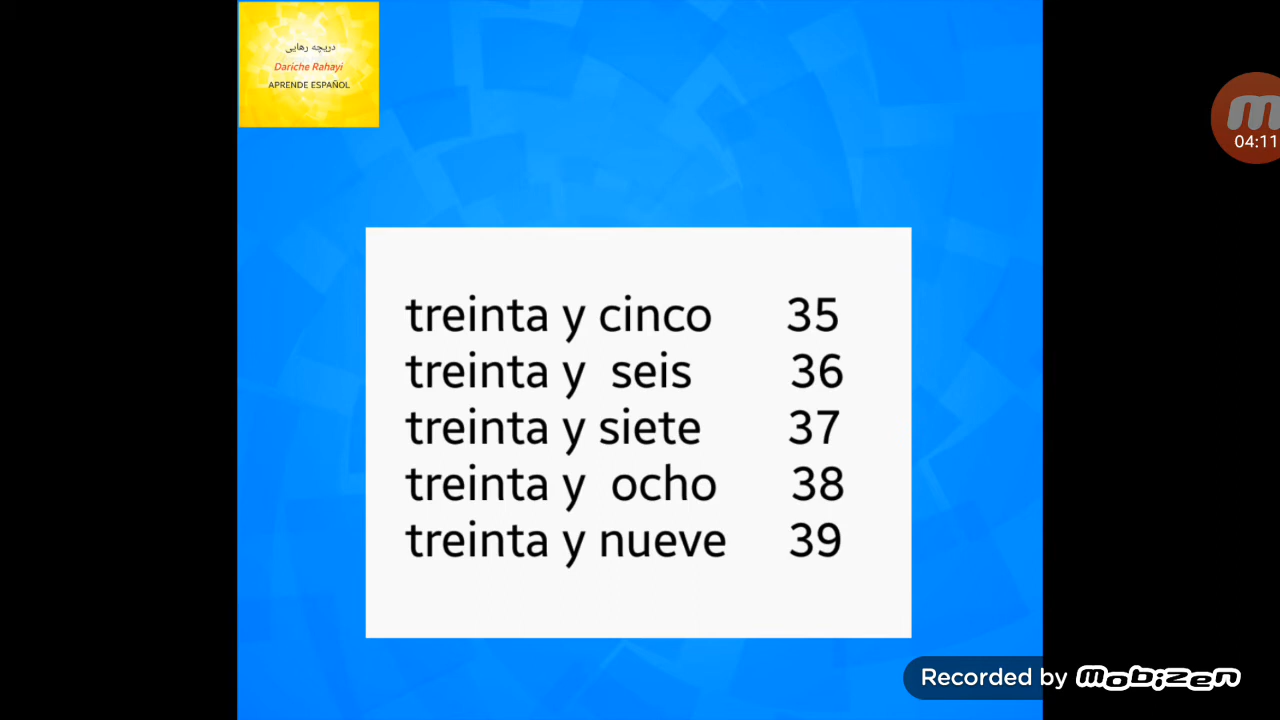 دریچه رهایی
Dariche Rahayi
APRENDE ESPAÑOL
04:11
treinta y cinco 35
treinta y seis 36
treinta y siete 37
treinta y ocho 38
treinta y nueve 39
Recorded by mobizen